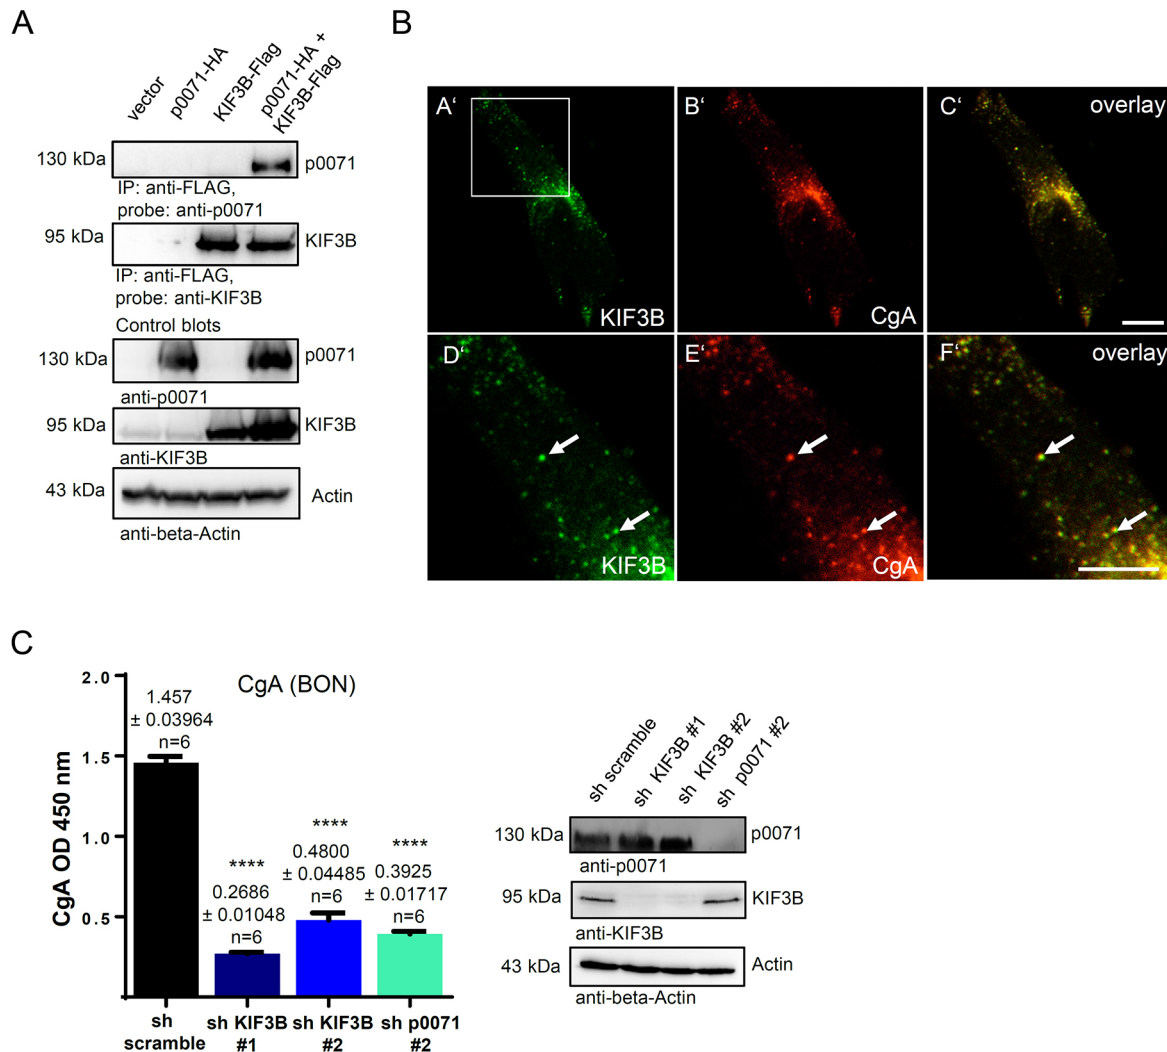 A
vector
p0071-HA
KIF3B-Flag
p0071-HA +
KIF3B-Flag
130 kDa
p0071
IP: anti-FLAG,
probe: anti-p0071
95 kDa
KIF3B
IP: anti-FLAG,
probe: anti-KIF3B
Control blots
130 kDa
p0071
anti-p0071
95 kDa
KIF3B
anti-KIF3B
43 kDa
Actin
anti-beta-Actin
B
A‘
KIF3B
B‘
CgA
C‘
overlay
D‘
KIF3B
E‘
CgA
F‘
overlay
C
CgA (BON)
CgA OD 450 nm
2.0
1.5
1.0
0.5
1.457
± 0.03964
n=6
****
0.2686
± 0.01048
n=6
****
0.4800
± 0.04485
n=6
****
0.3925
± 0.01717
n=6
sh
scramble
sh KIF3B
#1
sh KIF3B
#2
sh p0071
#2
sh scramble
sh KIF3B #1
sh KIF3B #2
sh p0071 #2
130 kDa
p0071
anti-p0071
95 kDa
KIF3B
anti-KIF3B
43 kDa
Actin
anti-beta-Actin